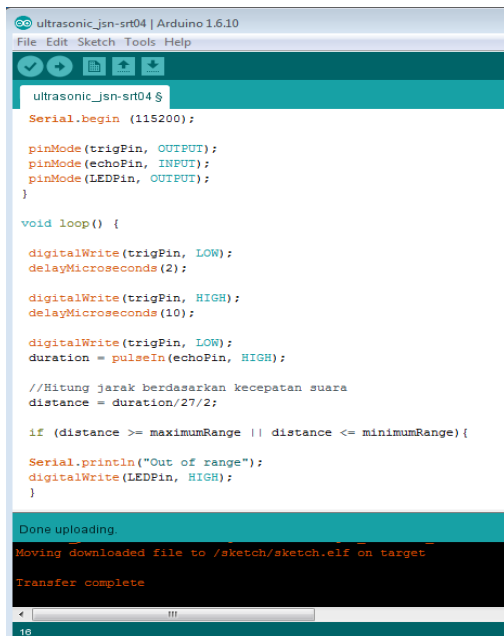 ultrasonic_jsn-srt04 | Arduino 1.6.10
File Edit Sketch Tools Help
ultrasonic_jsn-srt04 §
Serial.begin (115200);
pinMode(trigPin, OUTPUT);
pinMode(echoPin, INPUT);
pinMode(LEDPin, OUTPUT);
}
void loop() {
digitalWrite(trigPin, LOW);
delayMicroseconds(2);
digitalWrite(trigPin, HIGH);
delayMicroseconds(10);
digitalWrite(trigPin, LOW);
duration = pulseIn(echoPin, HIGH);
//Hitung jarak berdasarkan kecepatan suara
distance = duration/27/2;
if (distance >= maximumRange || distance <= minimumRange){
Serial.println("Out of range");
digitalWrite(LEDPin, HIGH);
}
Done uploading.
Moving downloaded file to /sketch/sketch.elf on target
Transfer complete
16